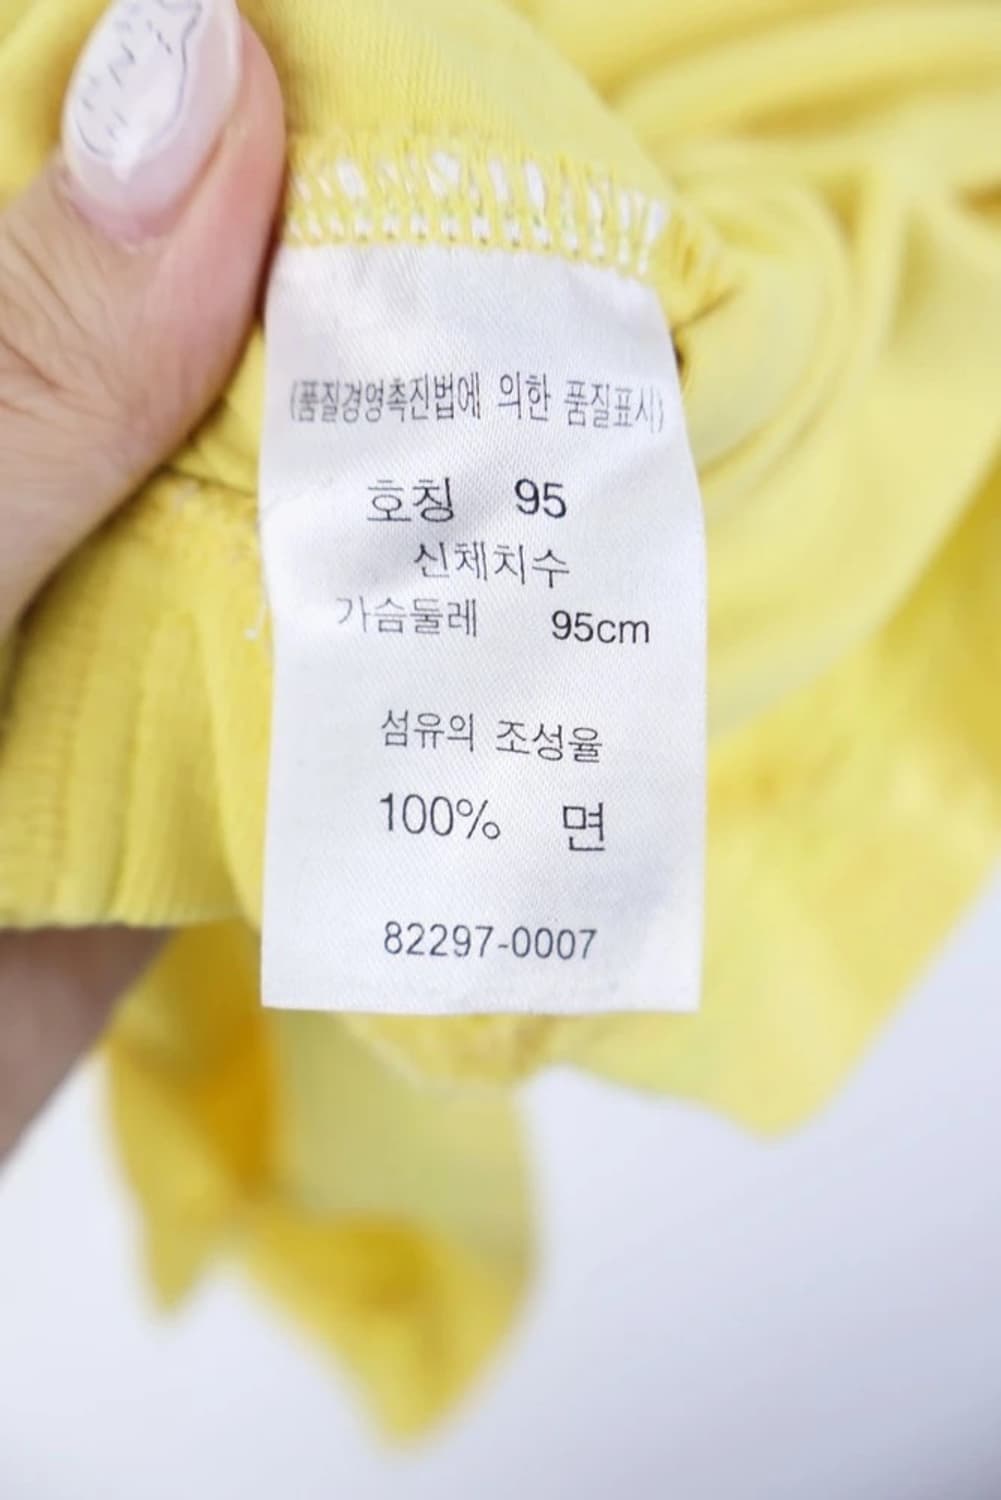 (품질경영촉진법에 의한 품질표시)
호칭 95
신체치수
가슴둘레 95cm
섬유의 조성율
100% 면
82297-0007